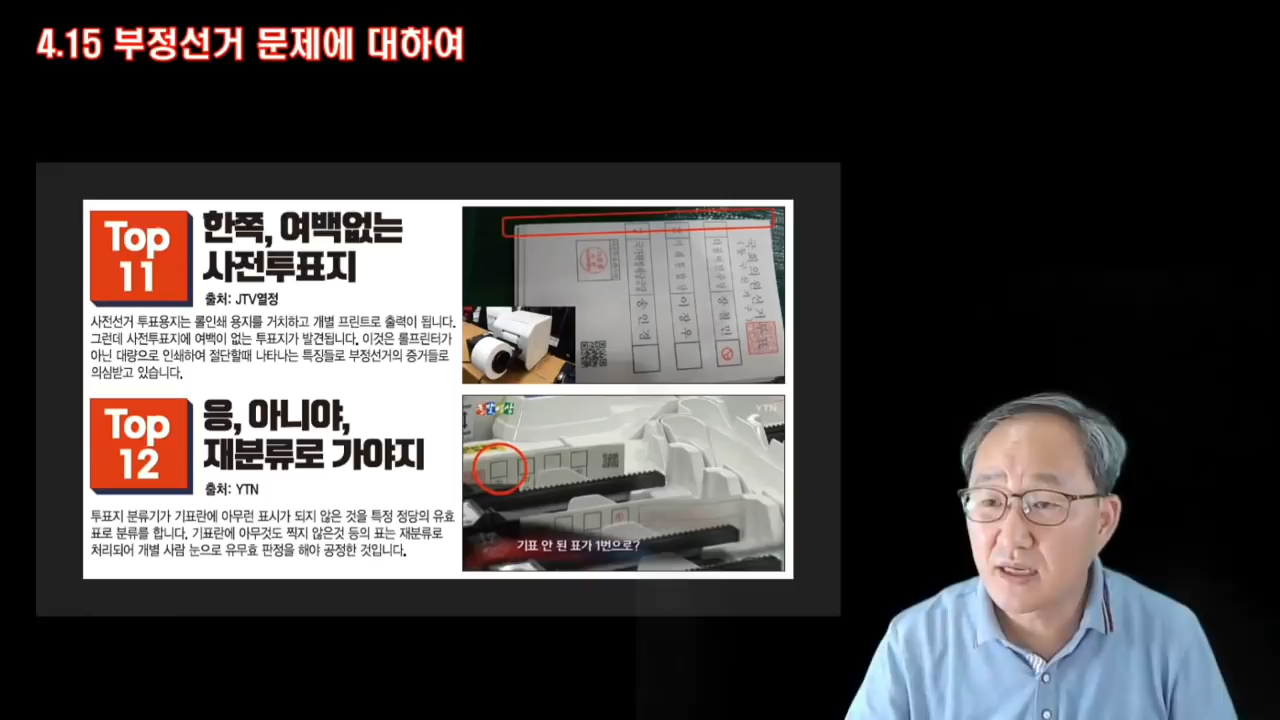 4.15 부정선거 문제에 대하여
Top
11
한쪽, 여백없는
사전투표지
출처: JTV열정
사전선거 투표용지는 롤인쇄 용지를 거치하고 개별 프린트로 출력이 됩니다.
그런데 사전투표지에 여백이 없는 투표지가 발견됩니다. 이것은 롤프린터가
아닌 대량으로 인쇄하여 절단할때 나타나는 특징들로 부정선거의 증거들로
의심받고 있습니다.
국회의원선거
Top
12
응, 아니야,
재분류로 가야지
출처: YTN
투표지 분류기가 기표란에 아무런 표시가 되지 않은 것을 특정 정당의 유효
표로 분류를 합니다. 기표란에 아무것도 찍지 않은것 등의 표는 재분류로
처리되어 개별 사람 눈으로 유무효 판정을 해야 공정한 것입니다.
돌발영상
YTN
기표 안 된 표가 1번으로?